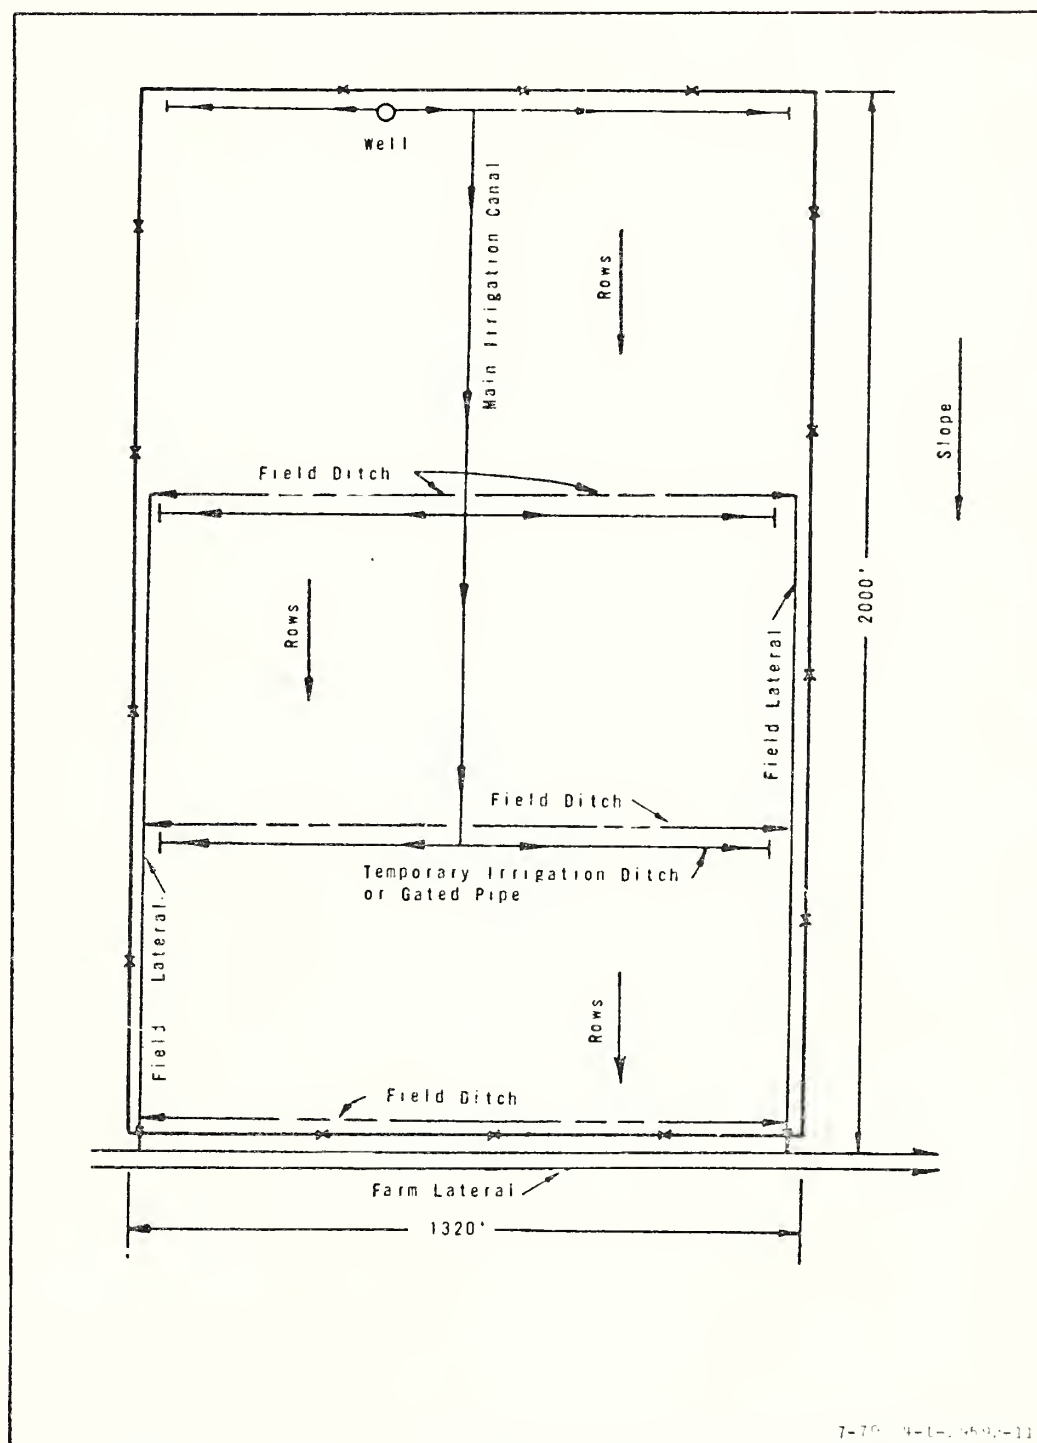 Well
Main Irrigation Canal
Rows
Slope
Field Ditch
2000'
Rows
Field Lateral
Field Ditch
Temporary Irrigation Ditch
or Gated Pipe
Field Lateral
Rows
Field Ditch
Farm Lateral
1320'